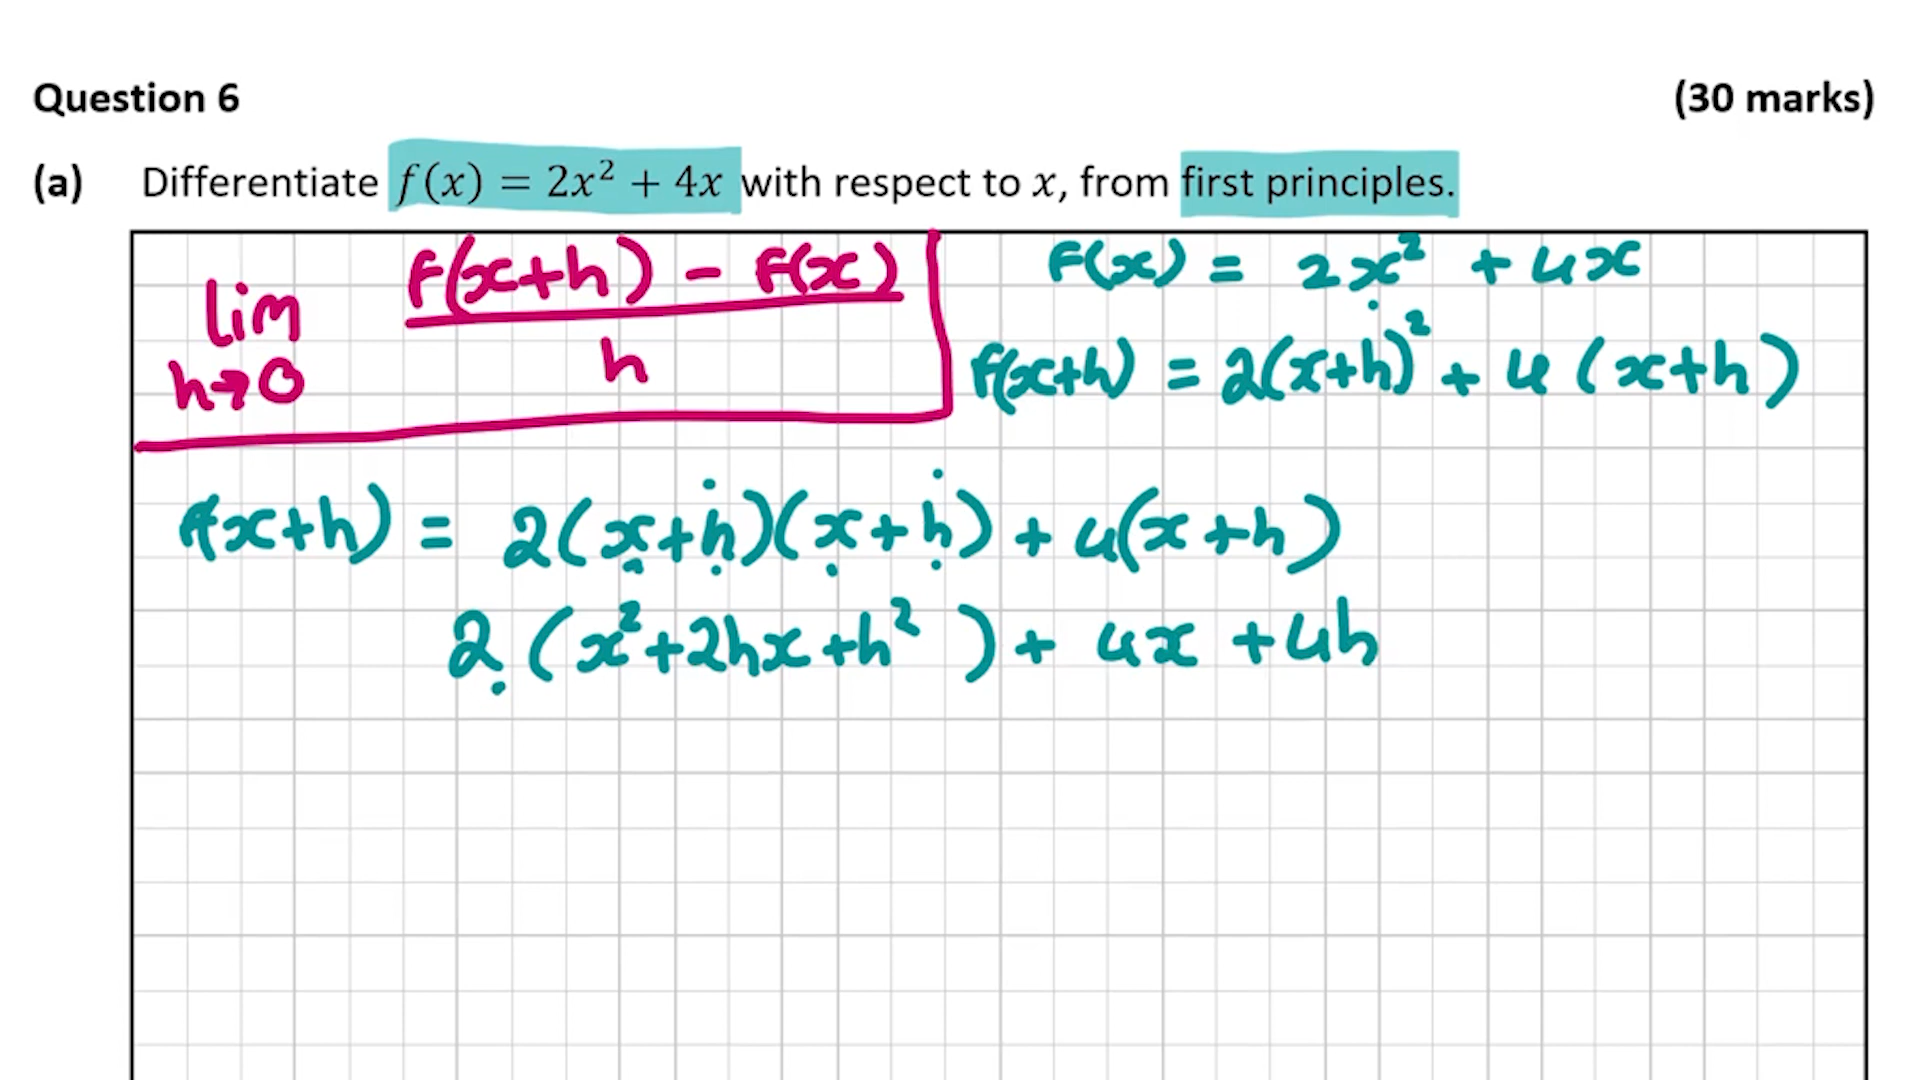 Question 6 (30 marks)
(a) Differentiate f(x) = 2x² + 4x with respect to x, from first principles.
lim h→0 f(x+h) - f(x) / h
f(x) = 2x² + 4x
f(x+h) = 2(x+h)² + 4(x+h)
f(x+h) = 2(x+h)(x+h) + 4(x+h)
2(x²+2hx+h²) + 4x + 4h